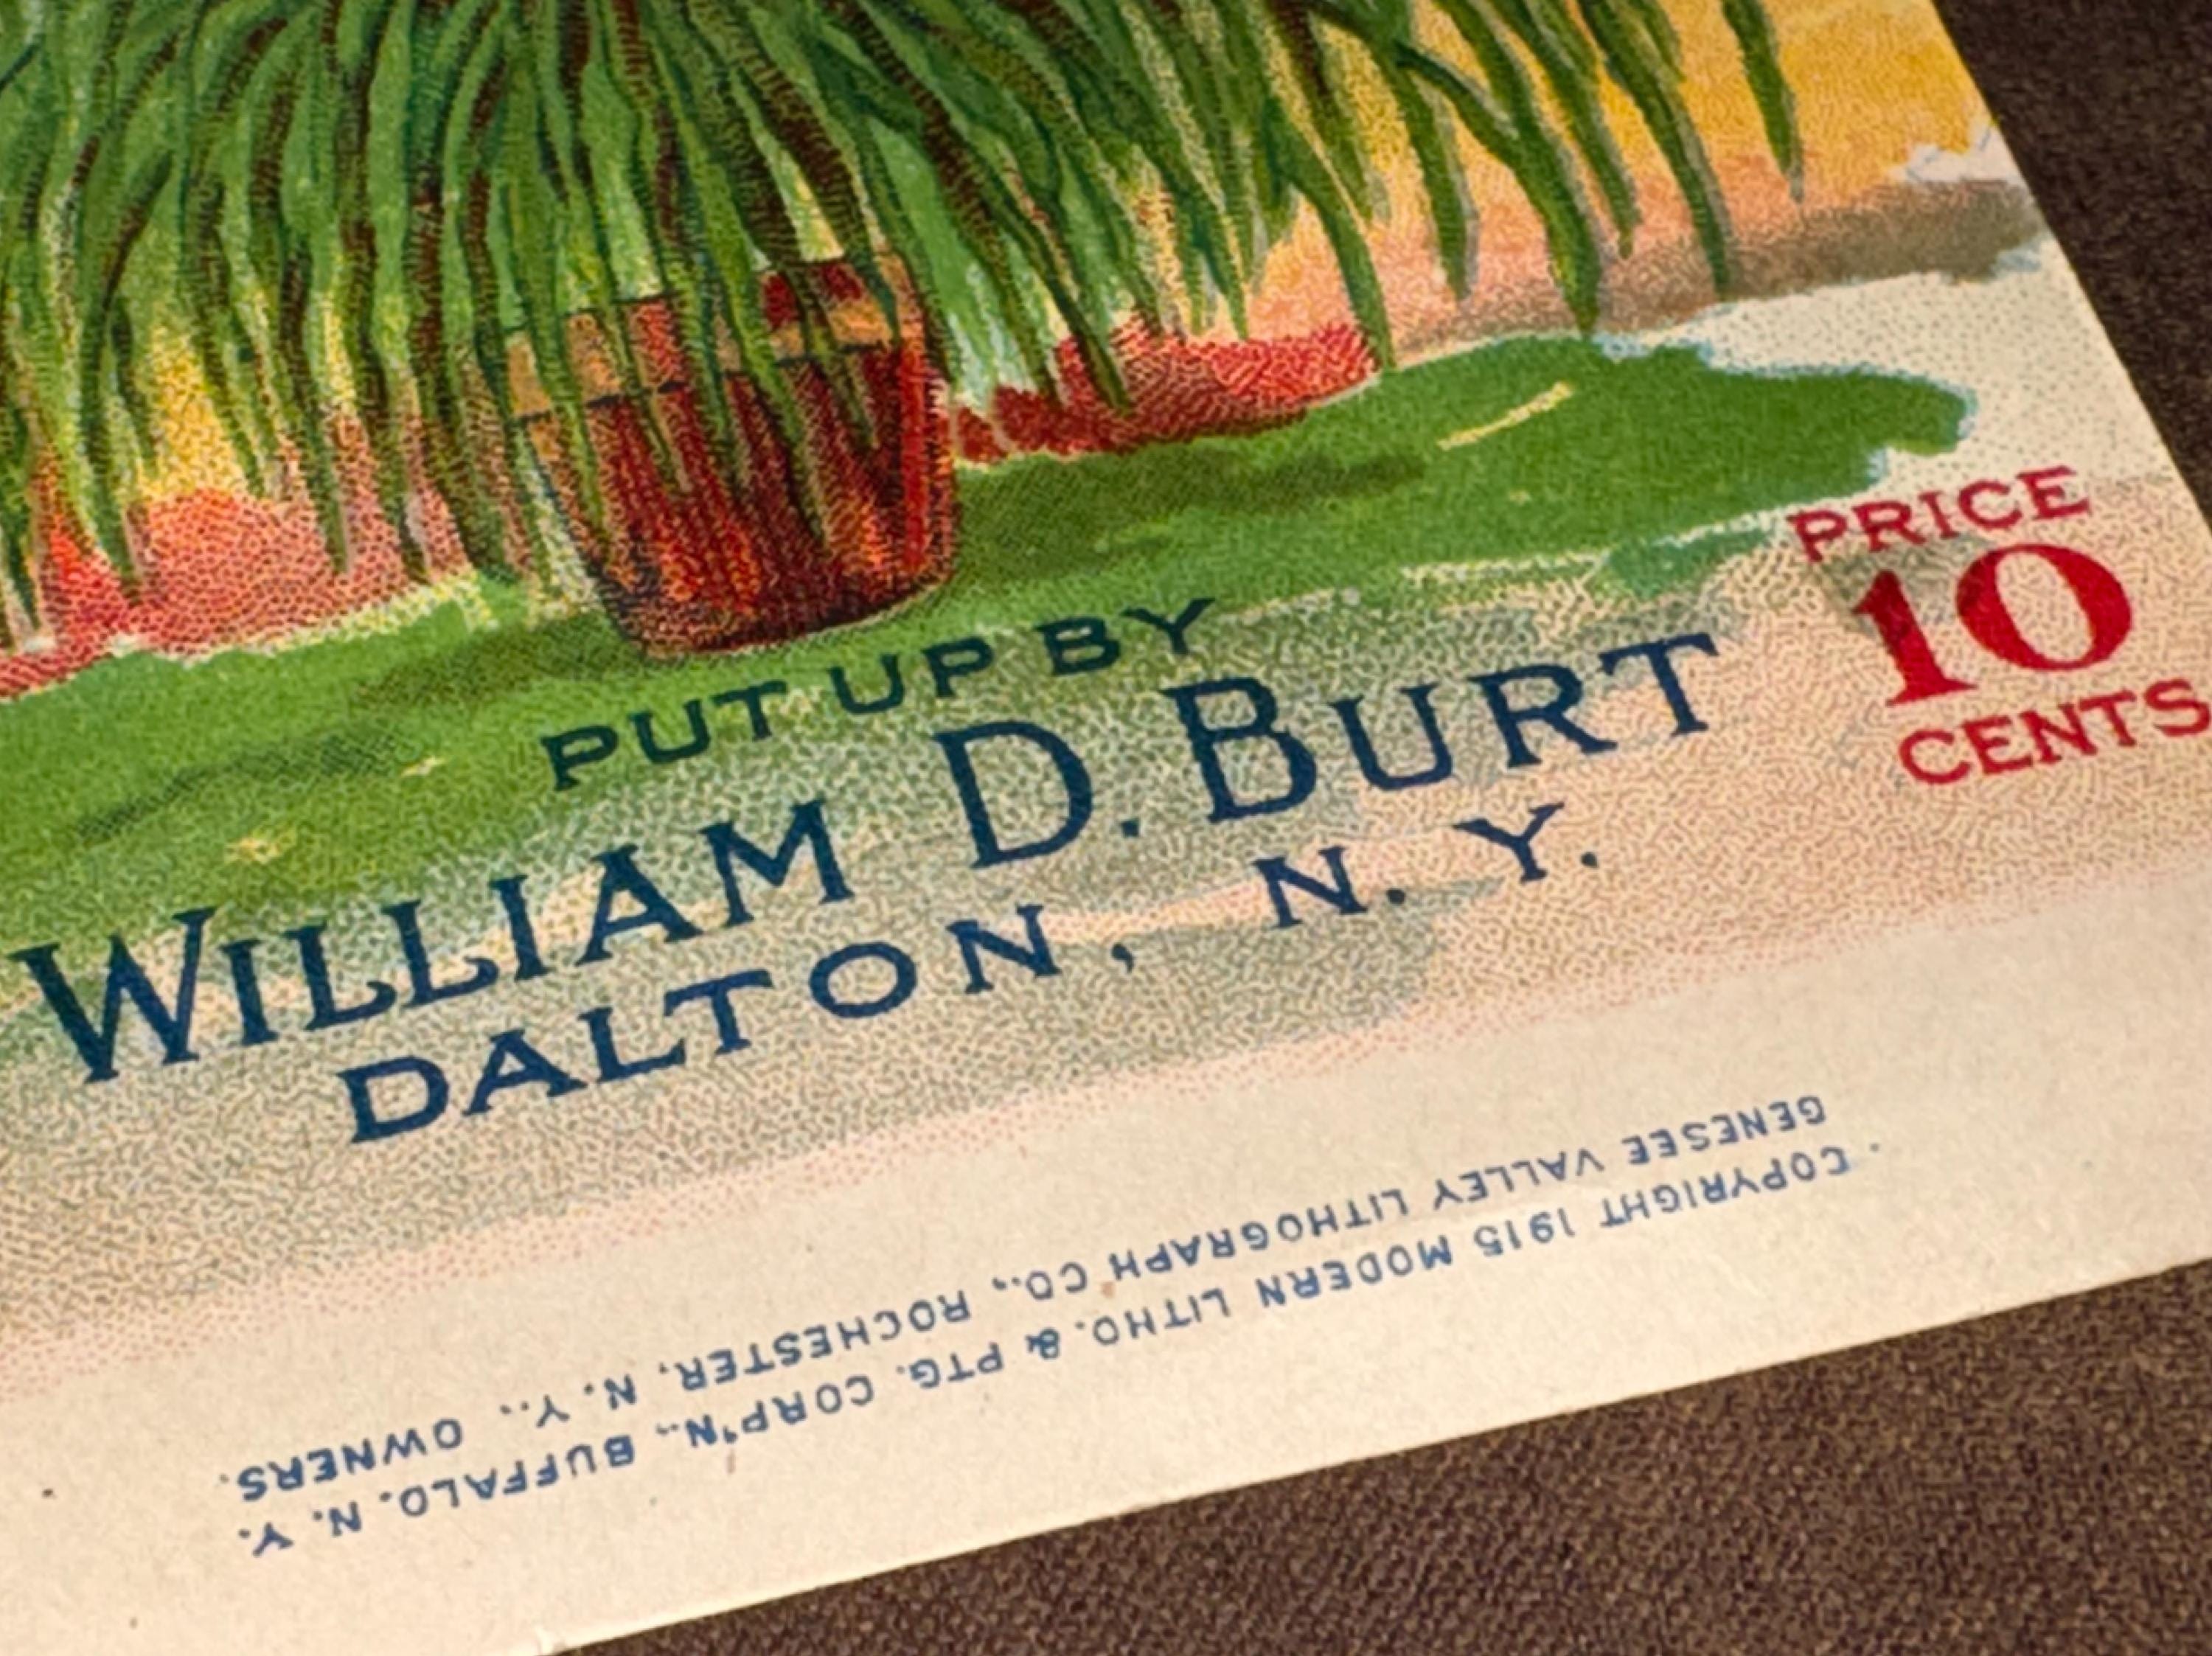 PRICE
10
CENTS
PUT UP BY
WILLIAM D. BURT
DALTON, N. Y.
COPYRIGHT 1915 MODERN LITHO. & PTG. CORP'N., BUFFALO, N. Y.
GENESEE VALLEY LITHOGRAPH CO., ROCHESTER, N. Y., OWNERS.